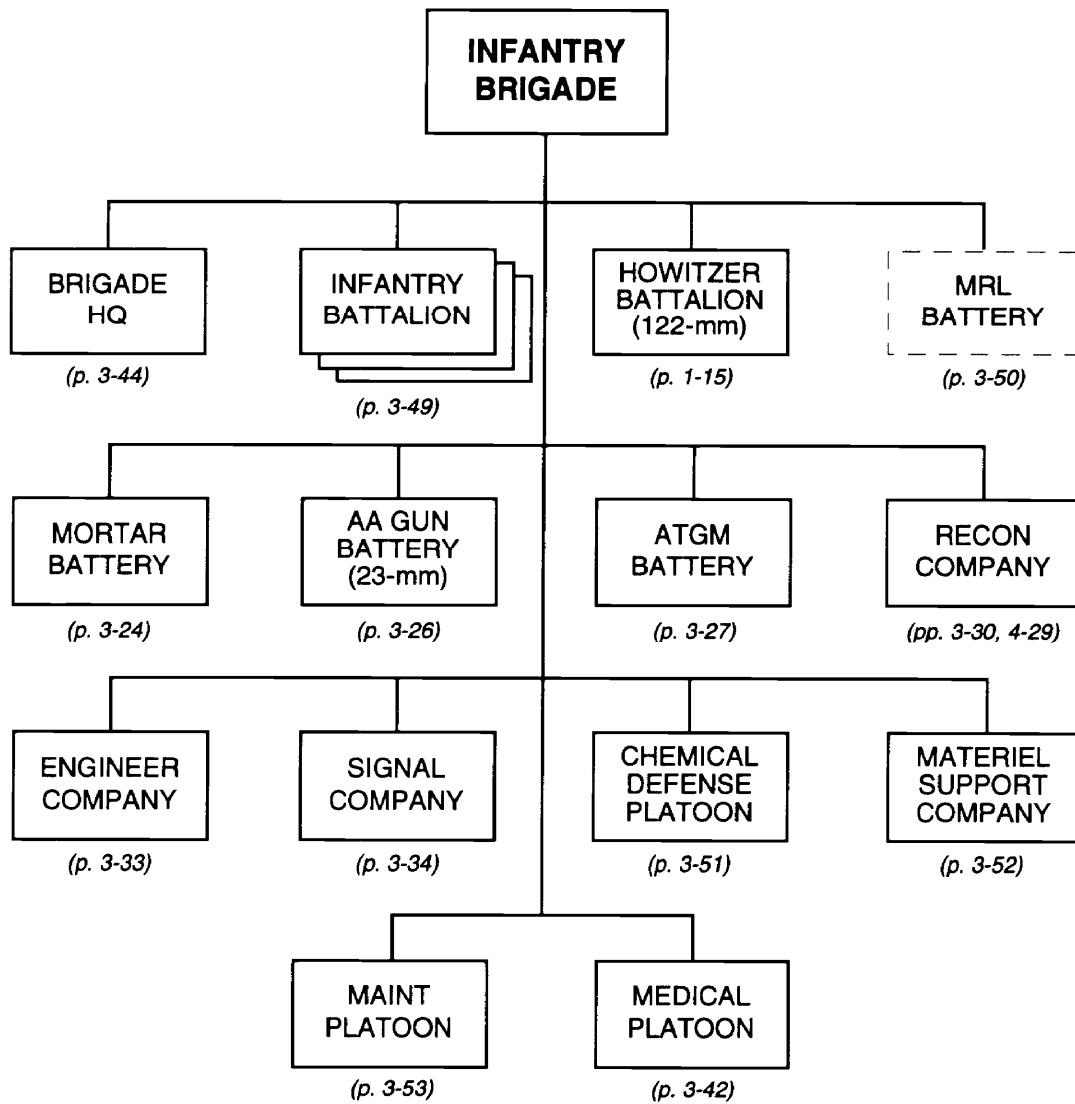 INFANTRY
BRIGADE
BRIGADE
HQ
(p. 3-44)
INFANTRY
BATTALION
(p. 3-49)
HOWITZER
BATTALION
(122-mm)
(p. 1-15)
MRL
BATTERY
(p. 3-50)
MORTAR
BATTERY
(p. 3-24)
AA GUN
BATTERY
(23-mm)
(p. 3-26)
ATGM
BATTERY
(p. 3-27)
RECON
COMPANY
(pp. 3-30, 4-29)
ENGINEER
COMPANY
(p. 3-33)
SIGNAL
COMPANY
(p. 3-34)
CHEMICAL
DEFENSE
PLATOON
(p. 3-51)
MATERIEL
SUPPORT
COMPANY
(p. 3-52)
MAINT
PLATOON
(p. 3-53)
MEDICAL
PLATOON
(p. 3-42)